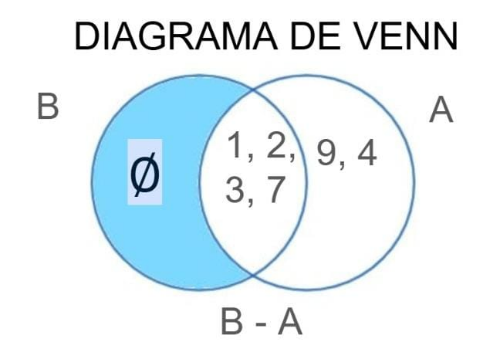 DIAGRAMA DE VENN
B
A
Ø
1, 2,
3, 7
9, 4
B - A